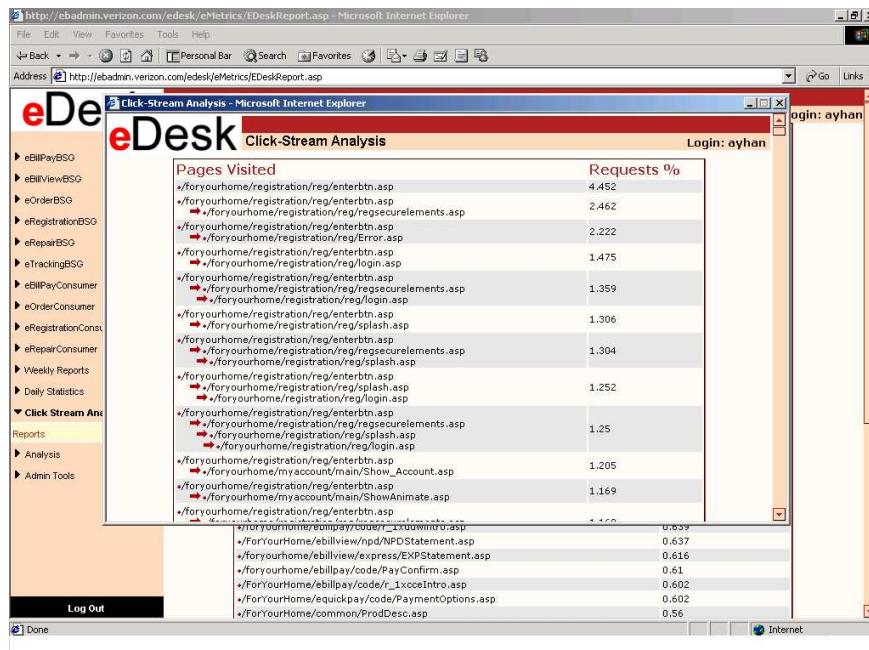 http://ebadmin.verizon.com/edesk/eMetrics/EDeskReport.asp - Microsoft Internet Explorer
File Edit View Favorites Tools Help
Back Personal Bar Search Favorites
Address http://ebadmin.verizon.com/edesk/eMetrics/EDeskReport.asp Go Links
eDe
ogin: ayhan
eBillPayBSG
eBillViewBSG
eOrderBSG
eRegistrationBSG
eRepairBSG
eTrackingBSG
eBillPayConsumer
eOrderConsumer
eRegistrationConsu
eRepairConsumer
Weekly Reports
Daily Statistics
Click Stream Ana
Reports
Analysis
Admin Tools
Log Out
Click-Stream Analysis - Microsoft Internet Explorer
eDesk Click-Stream Analysis Login: ayhan
Pages Visited Requests %
/foryourhome/registration/reg/enterbtn.asp 4.452
/foryourhome/registration/reg/enterbtn.asp
/foryourhome/registration/reg/regsecurelements.asp 2.462
/foryourhome/registration/reg/enterbtn.asp
/foryourhome/registration/reg/Error.asp 2.222
/foryourhome/registration/reg/enterbtn.asp
/foryourhome/registration/reg/login.asp 1.475
/foryourhome/registration/reg/enterbtn.asp
/foryourhome/registration/reg/regsecurelements.asp 1.359
/foryourhome/registration/reg/login.asp
/foryourhome/registration/reg/enterbtn.asp
/foryourhome/registration/reg/splash.asp 1.306
/foryourhome/registration/reg/enterbtn.asp
/foryourhome/registration/reg/regsecurelements.asp 1.304
/foryourhome/registration/reg/splash.asp
/foryourhome/registration/reg/enterbtn.asp
/foryourhome/registration/reg/splash.asp 1.252
/foryourhome/registration/reg/login.asp
/foryourhome/registration/reg/enterbtn.asp
/foryourhome/registration/reg/regsecurelements.asp 1.25
/foryourhome/registration/reg/splash.asp
/foryourhome/registration/reg/login.asp
/foryourhome/registration/reg/enterbtn.asp
/foryourhome/myaccount/main/Show_Account.asp 1.205
/foryourhome/registration/reg/enterbtn.asp
/foryourhome/myaccount/main/ShowAnimate.asp 1.169
/foryourhome/registration/reg/enterbtn.asp
0.639
/ForYourHome/ebillview/npd/NPDStatement.asp 0.637
/ForYourHome/ebillview/express/EXPStatement.asp 0.616
/ForYourHome/ebillpay/code/PayConfirm.asp 0.61
/ForYourHome/ebillpay/code/r_1xcceIntro.asp 0.602
/ForYourHome/equickpay/code/PaymentOptions.asp 0.602
/ForYourHome/common/ProdDesc.asp 0.56
Done Internet